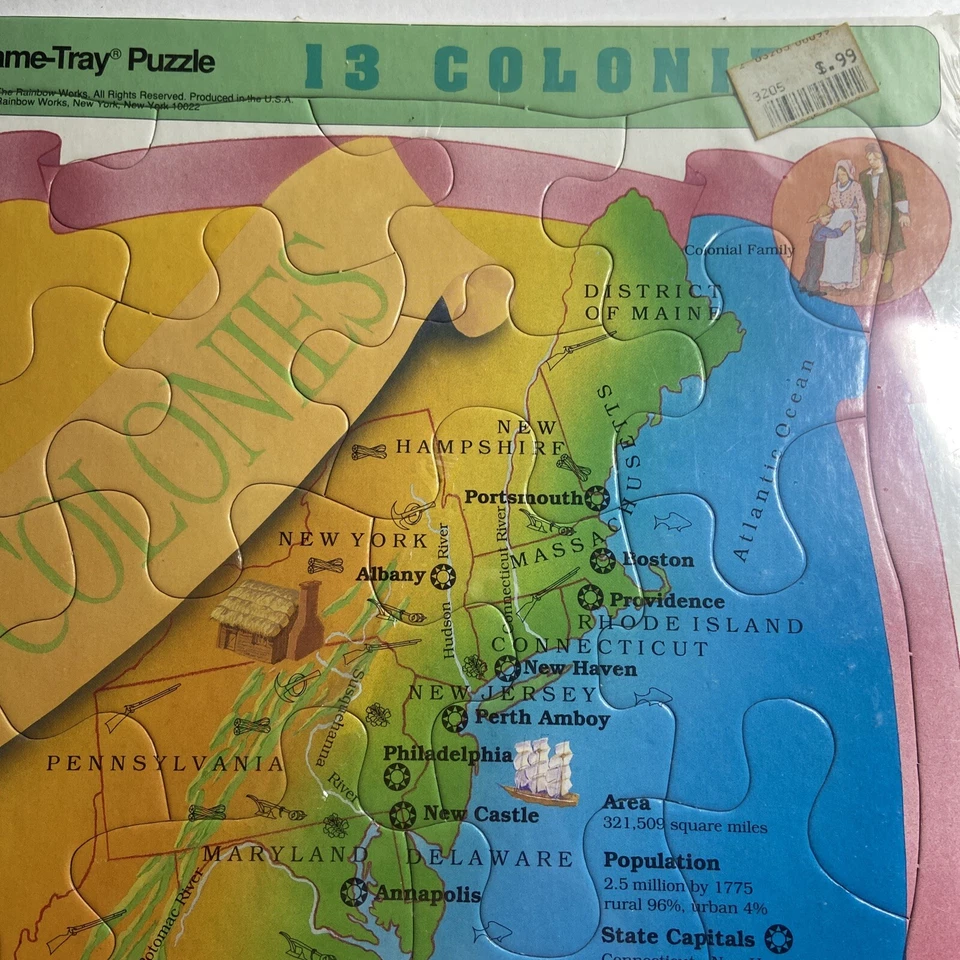 ame-Tray® Puzzle
13 COLONI
The Rainbow Works. All Rights Reserved. Produced in the U.S.A.
Rainbow Works, New York, New York 10022
$.99
3205
COLONIES
Colonial Family
DISTRICT
OF MAINE
Atlantic Ocean
NEW
HAMPSHIRE
Portsmouth
MASSACHUSETTS
NEW YORK
Albany
Hudson River
Connecticut River
Boston
Providence
RHODE ISLAND
CONNECTICUT
New Haven
NEW JERSEY
Perth Amboy
Susquehanna River
PENNSYLVANIA
Philadelphia
New Castle
MARYLAND
DELAWARE
Annapolis
Potomac River
Area
321,509 square miles
Population
2.5 million by 1775
rural 96%, urban 4%
State Capitals